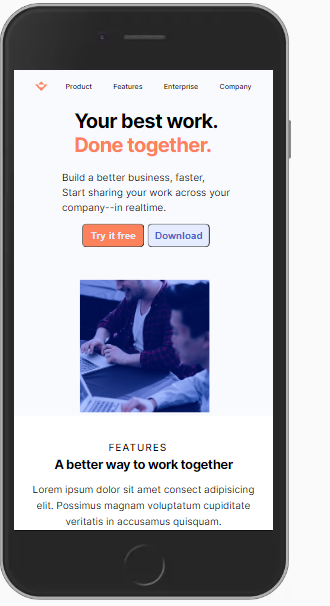 Product Features Enterprise Company
Your best work.
Done together.
Build a better business, faster,
Start sharing your work across your
company--in realtime.
Try it free Download
FEATURES
A better way to work together
Lorem ipsum dolor sit amet consect adipisicing
elit. Possimus magnam voluptatum cupiditate
veritatis in accusamus quisquam.